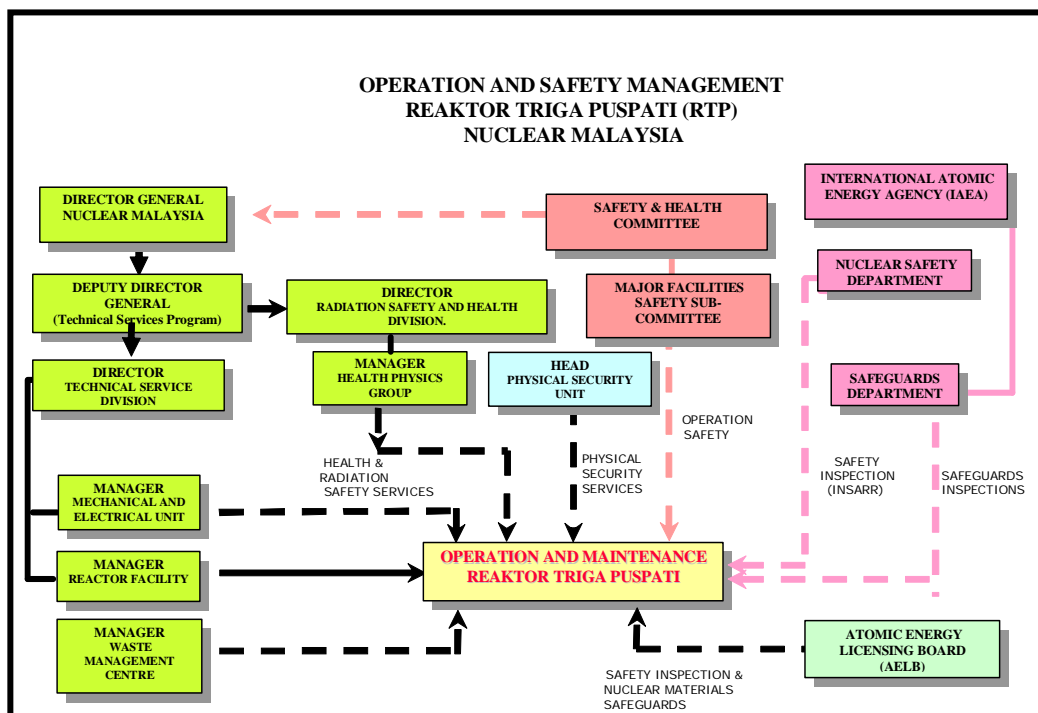 OPERATION AND SAFETY MANAGEMENT
REAKTOR TRIGA PUSPATI (RTP)
NUCLEAR MALAYSIA
DIRECTOR GENERAL
NUCLEAR MALAYSIA
SAFETY & HEALTH
COMMITTEE
INTERNATIONAL ATOMIC
ENERGY AGENCY (IAEA)
NUCLEAR SAFETY
DEPARTMENT
DEPUTY DIRECTOR
GENERAL
(Technical Services Program)
DIRECTOR
RADIATION SAFETY AND HEALTH
DIVISION.
MAJOR FACILITIES
SAFETY SUB-
COMMITTEE
DIRECTOR
TECHNICAL SERVICE
DIVISION
MANAGER
HEALTH PHYSICS
GROUP
HEAD
PHYSICAL SECURITY
UNIT
SAFEGUARDS
DEPARTMENT
OPERATION
SAFETY
HEALTH &
RADIATION
SAFETY SERVICES
PHYSICAL
SECURITY
SERVICES
SAFETY
INSPECTION
(INSARR)
SAFEGUARDS
INSPECTIONS
MANAGER
MECHANICAL AND
ELECTRICAL UNIT
MANAGER
REACTOR FACILITY
OPERATION AND MAINTENANCE
REAKTOR TRIGA PUSPATI
MANAGER
WASTE
MANAGEMENT
CENTRE
SAFETY INSPECTION &
NUCLEAR MATERIALS
SAFEGUARDS
ATOMIC ENERGY
LICENSING BOARD
(AELB)